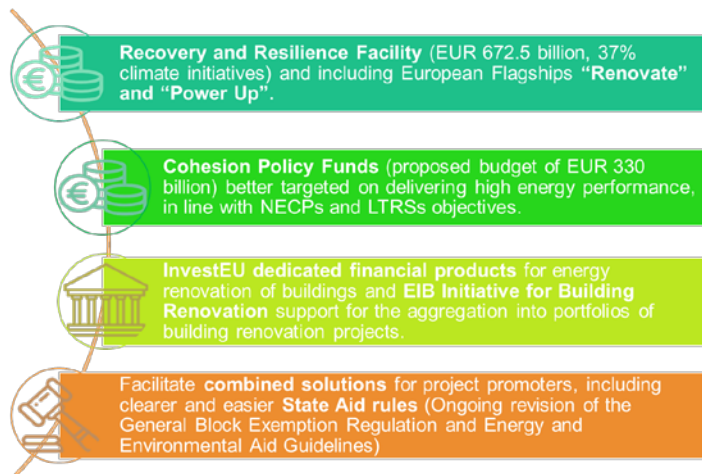 Recovery and Resilience Facility (EUR 672.5 billion, 37%
climate initiatives) and including European Flagships “Renovate”
and “Power Up”.
Cohesion Policy Funds (proposed budget of EUR 330
billion) better targeted on delivering high energy performance,
in line with NECPs and LTRSs objectives.
InvestEU dedicated financial products for energy
renovation of buildings and EIB Initiative for Building
Renovation support for the aggregation into portfolios of
building renovation projects.
Facilitate combined solutions for project promoters, including
clearer and easier State Aid rules (Ongoing revision of the
General Block Exemption Regulation and Energy and
Environmental Aid Guidelines)